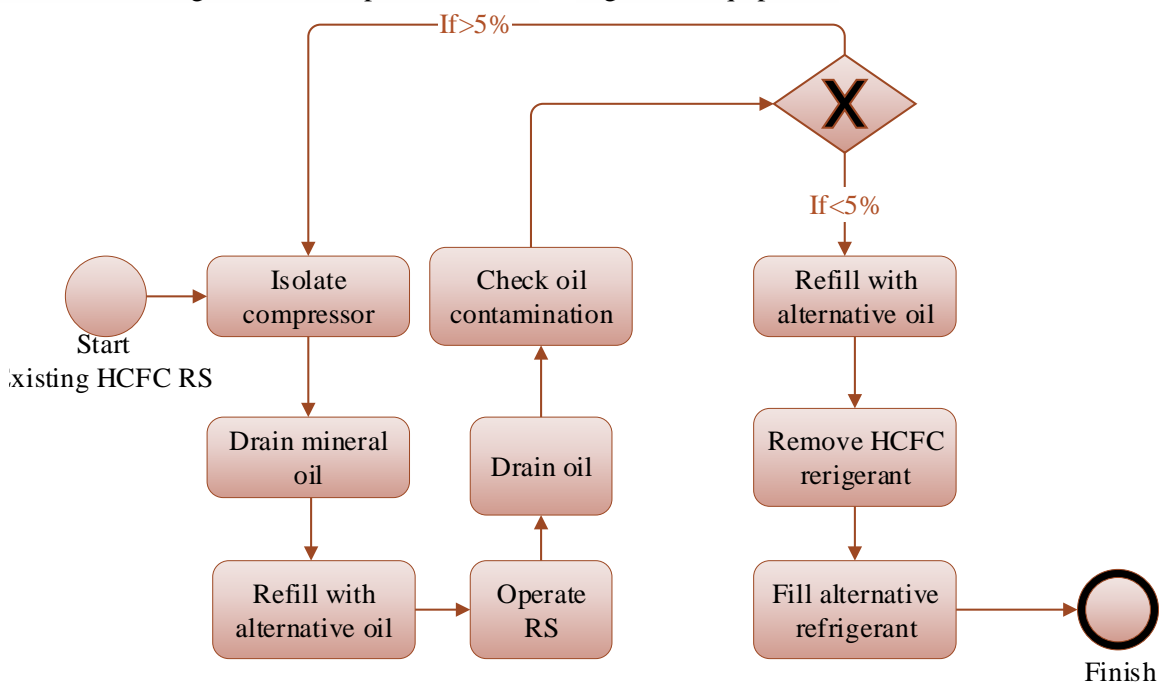 If>5%
X
If<5%
Isolate
compressor
Check oil
contamination
Refill with
alternative oil
Start
xisting HCFC RS
Drain mineral
oil
Drain oil
Remove HCFC
rerigerant
Refill with
alternative oil
Operate
RS
Fill alternative
refrigerant
Finish